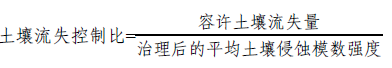 土壤流失控制比=
容许土壤流失量
治理后的平均土壤侵蚀模数强度